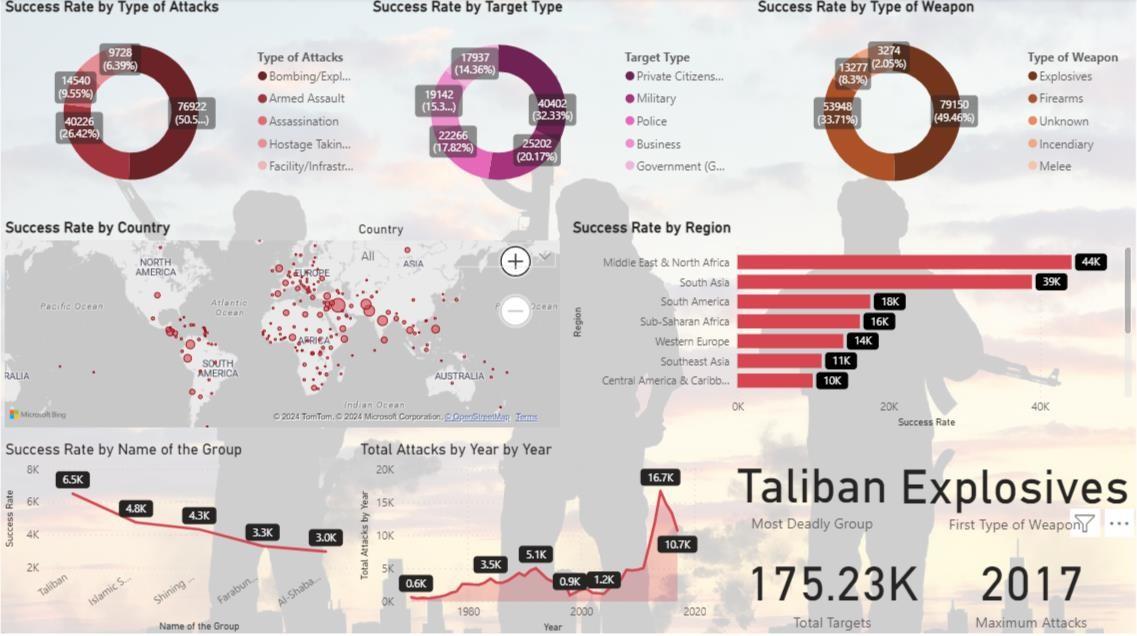 Success Rate by Type of Attacks
9728
(6.39%)
14540
(9.55%)
40226
(26.42%)
76922
(50.5...)
Type of Attacks
Bombing/Expl...
Armed Assault
Assassination
Hostage Takin...
Facility/Infrastr...
Success Rate by Target Type
17937
(14.36%)
19142
(15.3...)
22266
(17.82%)
40402
(32.33%)
25202
(20.17%)
Target Type
Private Citizens...
Military
Police
Business
Government (G...
Success Rate by Type of Weapon
3274
(2.05%)
13277
(8.3%)
53948
(33.71%)
79150
(49.46%)
Type of Weapon
Explosives
Firearms
Unknown
Incendiary
Melee
Success Rate by Country
Country
All
NORTH
AMERICA
EUROPE
ASIA
Pacific Ocean
Atlantic
Ocean
Ocean
AFRICA
SOUTH
AMERICA
RALIA
AUSTRALIA
Indian Ocean
Microsoft Bing
© 2024 TomTom, © 2024 Microsoft Corporation, © OpenStreetMap Terms
Success Rate by Region
Region
Middle East & North Africa 44K
South Asia 39K
South America 18K
Sub-Saharan Africa 16K
Western Europe 14K
Southeast Asia 11K
Central America & Caribb... 10K
0K 20K 40K
Success Rate
Success Rate by Name of the Group
Success Rate
8K
6K
4K
2K
6.5K
4.8K
4.3K
3.3K
3.0K
Taliban
Islamic S...
Shining ...
Farabun...
Al-Shaba...
Name of the Group
Total Attacks by Year by Year
Total Attacks by Year
20K
15K
10K
5K
0K
0.6K
3.5K
5.1K
0.9K
1.2K
16.7K
10.7K
1980 2000 2020
Year
Taliban
Most Deadly Group
Explosives
First Type of Weapon
175.23K
Total Targets
2017
Maximum Attacks